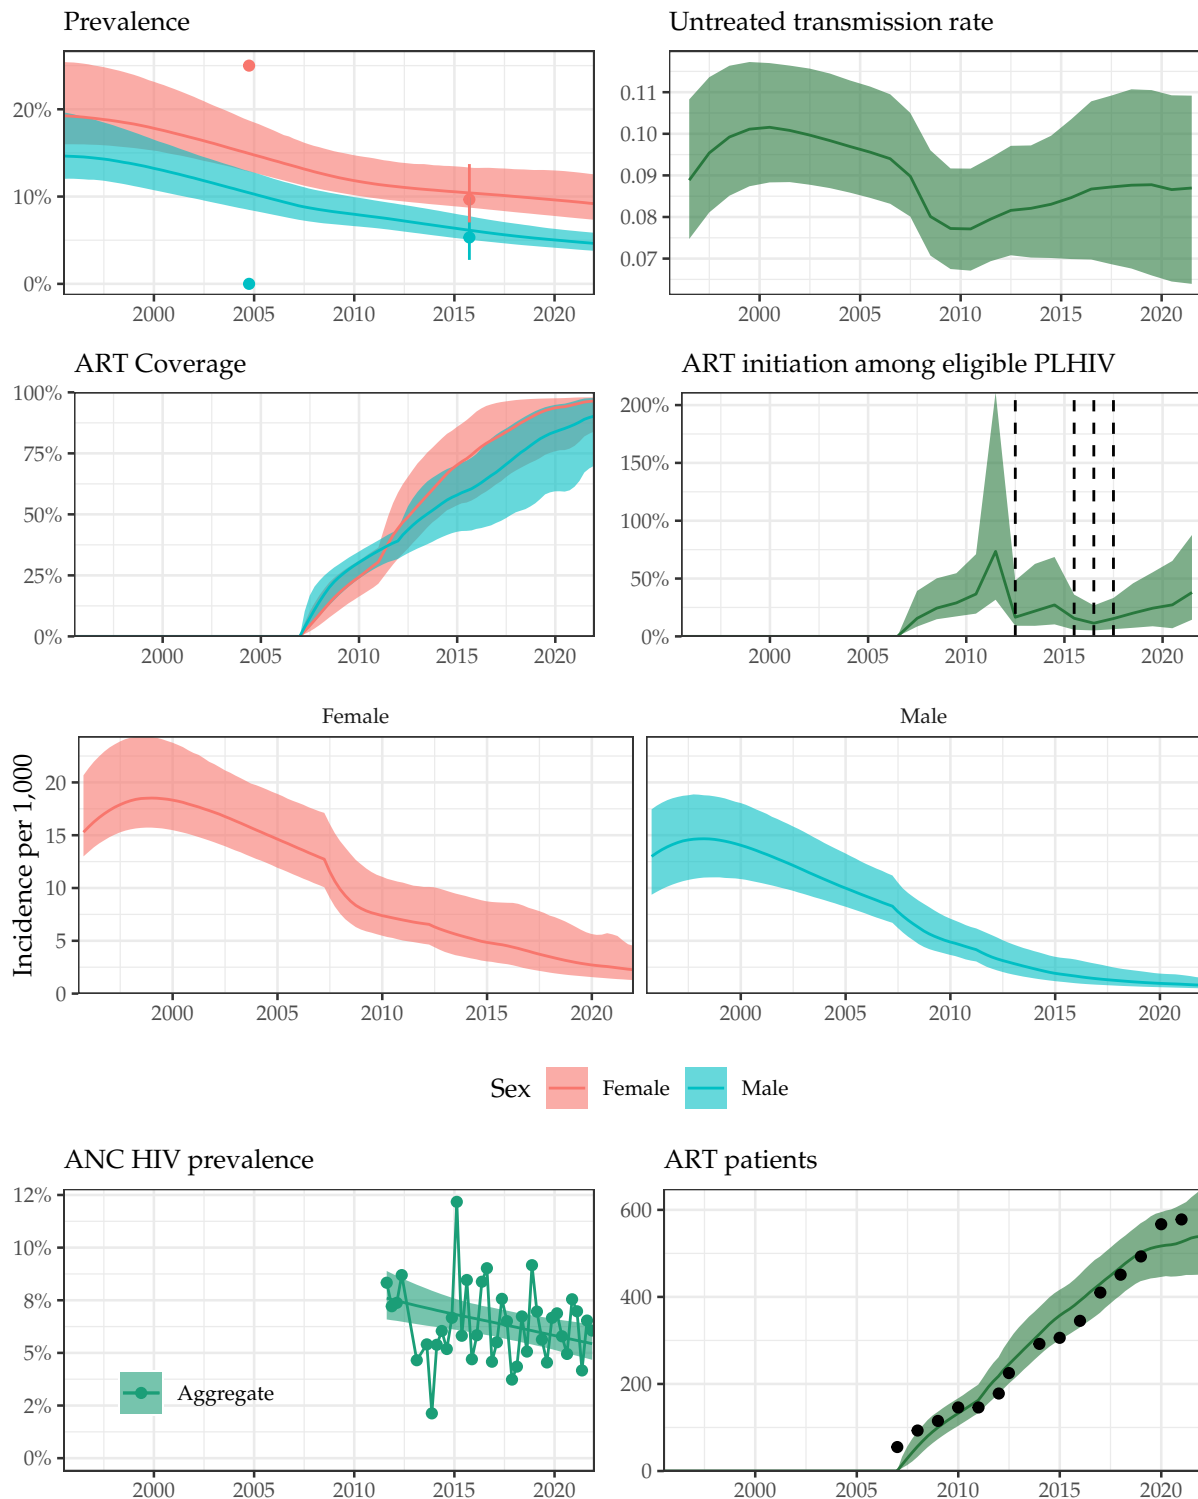 Prevalence
Untreated transmission rate
20%
10%
0%
2000 2005 2010 2015 2020
0.11
0.10
0.09
0.08
0.07
2000 2005 2010 2015 2020
ART Coverage
ART initiation among eligible PLHIV
100%
75%
50%
25%
0%
2000 2005 2010 2015 2020
200%
150%
100%
50%
0%
2000 2005 2010 2015 2020
Female
Male
Incidence per 1,000
20
15
10
5
0
2000 2005 2010 2015 2020
2000 2005 2010 2015 2020
Sex Female Male
ANC HIV prevalence
ART patients
12%
10%
8%
5%
2%
0%
Aggregate
2000 2005 2010 2015 2020
600
400
200
0
2000 2005 2010 2015 2020